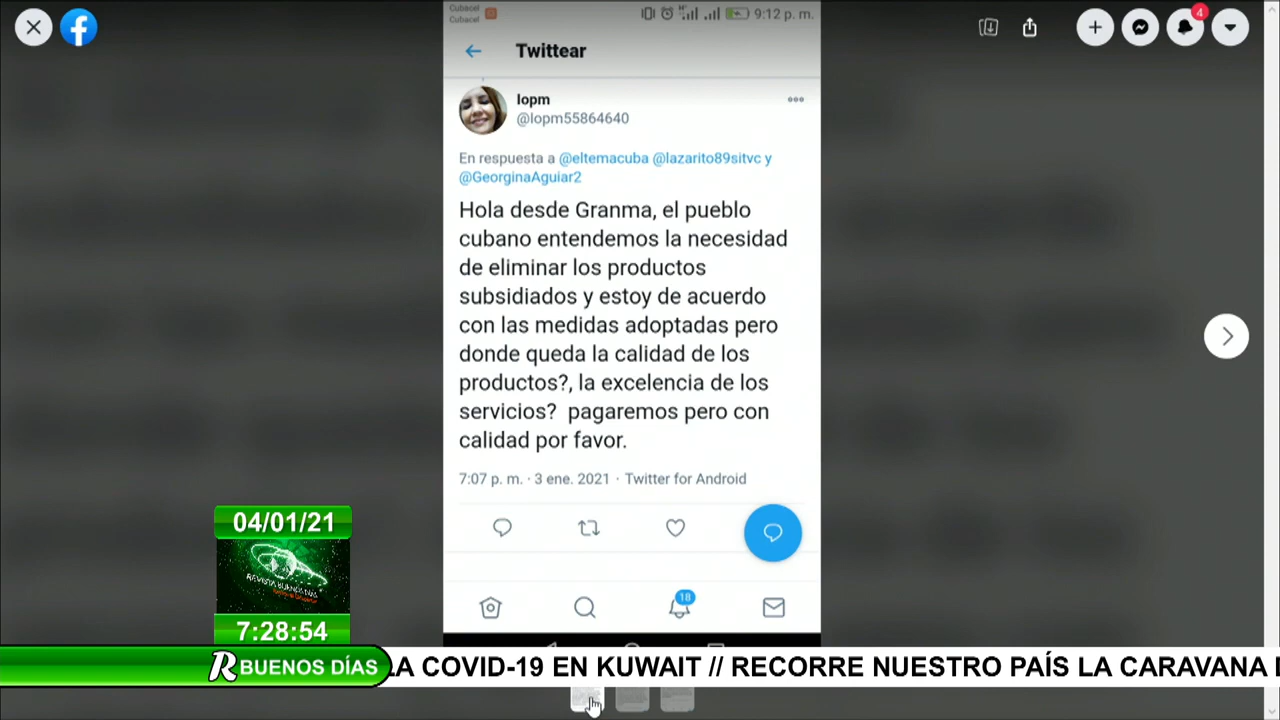 Cubacel
Cubacel
9:12 p. m.
Twittear
4
lopm
@lopm55864640
En respuesta a @eltemacuba @lazarito89sitvc y
@GeorginaAguiar2
Hola desde Granma, el pueblo
cubano entendemos la necesidad
de eliminar los productos
subsidiados y estoy de acuerdo
con las medidas adoptadas pero
donde queda la calidad de los
productos?, la excelencia de los
servicios?  pagaremos pero con
calidad por favor.
7:07 p. m. · 3 ene. 2021 · Twitter for Android
18
04/01/21
REVISTA BUENOS DÍAS
7:28:54
R BUENOS DÍAS
LA COVID-19 EN KUWAIT // RECORRE NUESTRO PAÍS LA CARAVANA